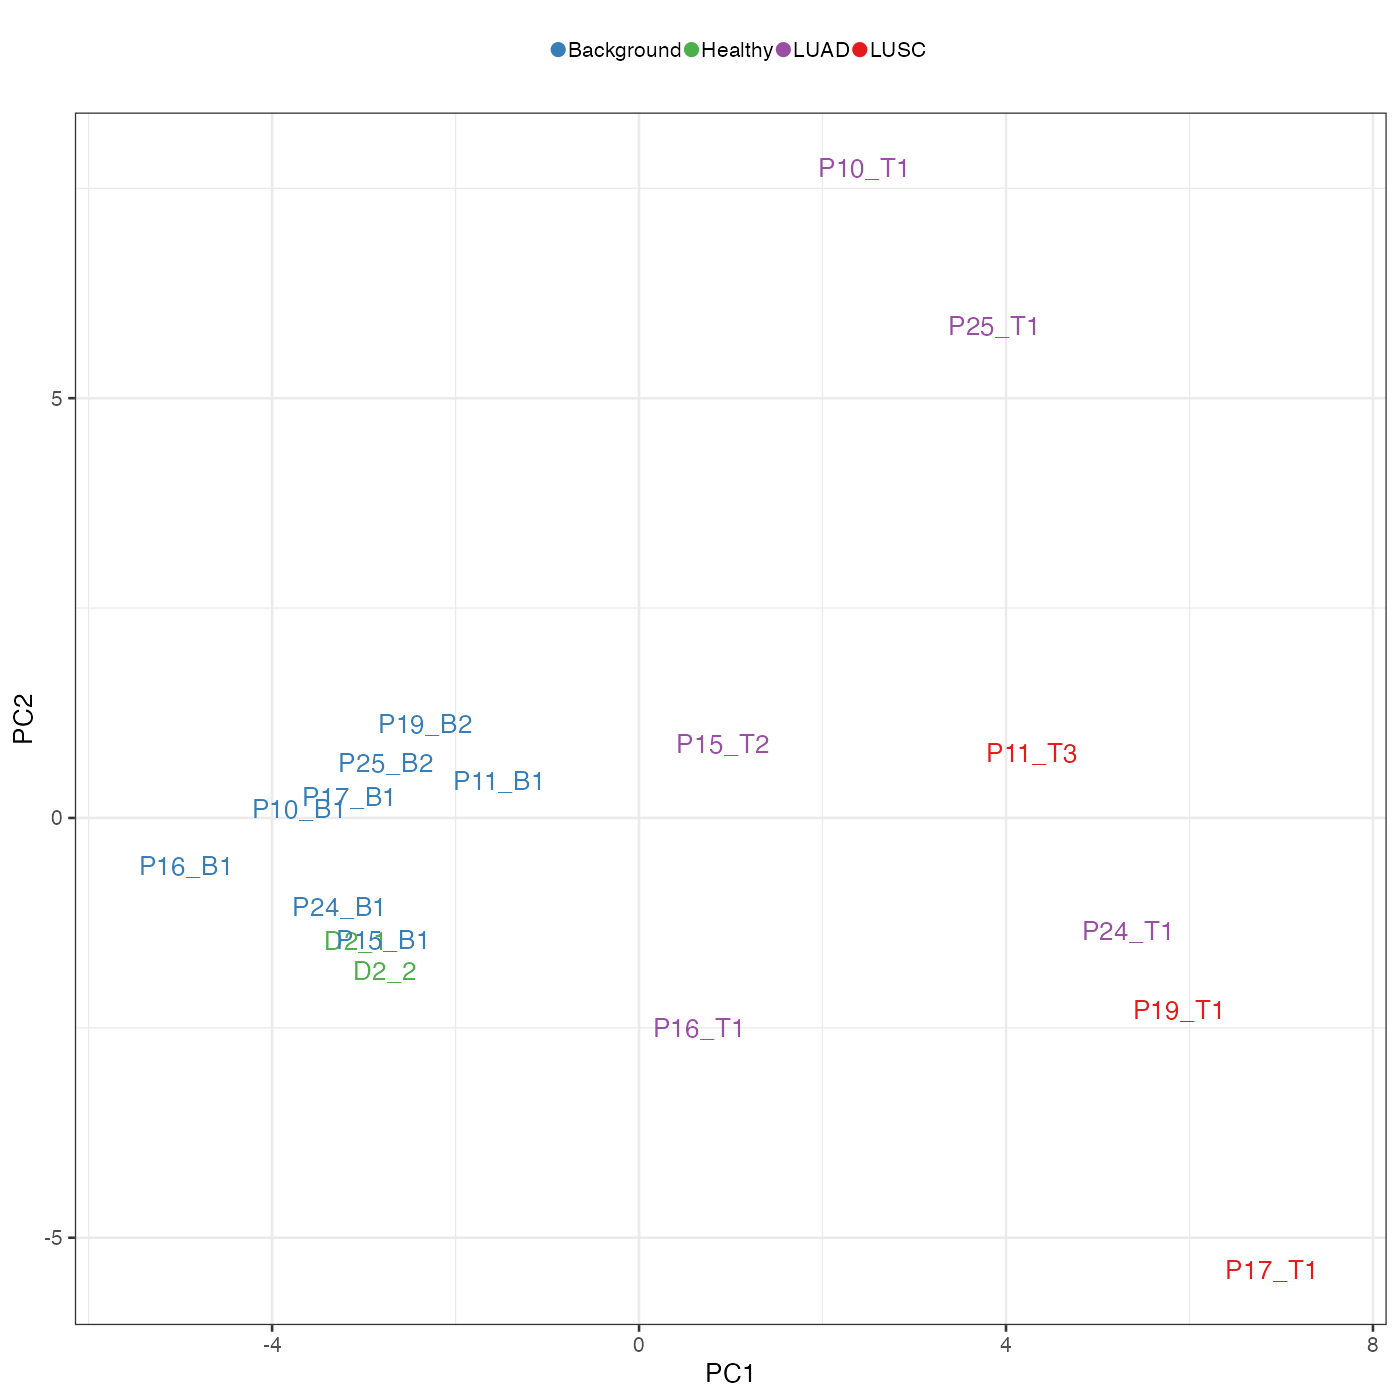 Background Healthy LUAD LUSC
P10_T1
P25_T1
5
P19_B2
P15_T2
P11_T3
P25_B2
P11_B1
P17_B1
P10_B1
0
P16_B1
P24_B1
P24_T1
D2_1
P15_B1
D2_2
P19_T1
P16_T1
-5
P17_T1
-4 0 4 8
PC1
PC2